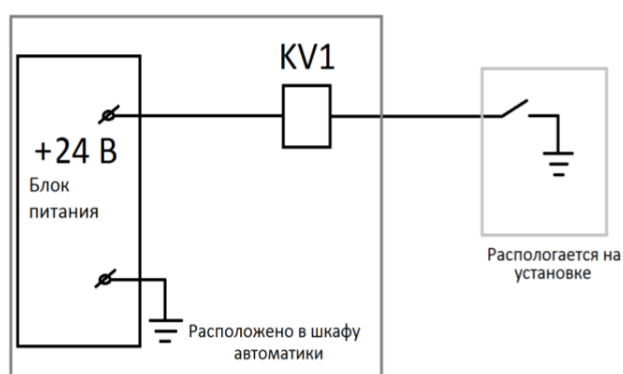 KV1
+24 В
Блок
питания
Распологается на
установке
Расположено в шкафу
автоматики